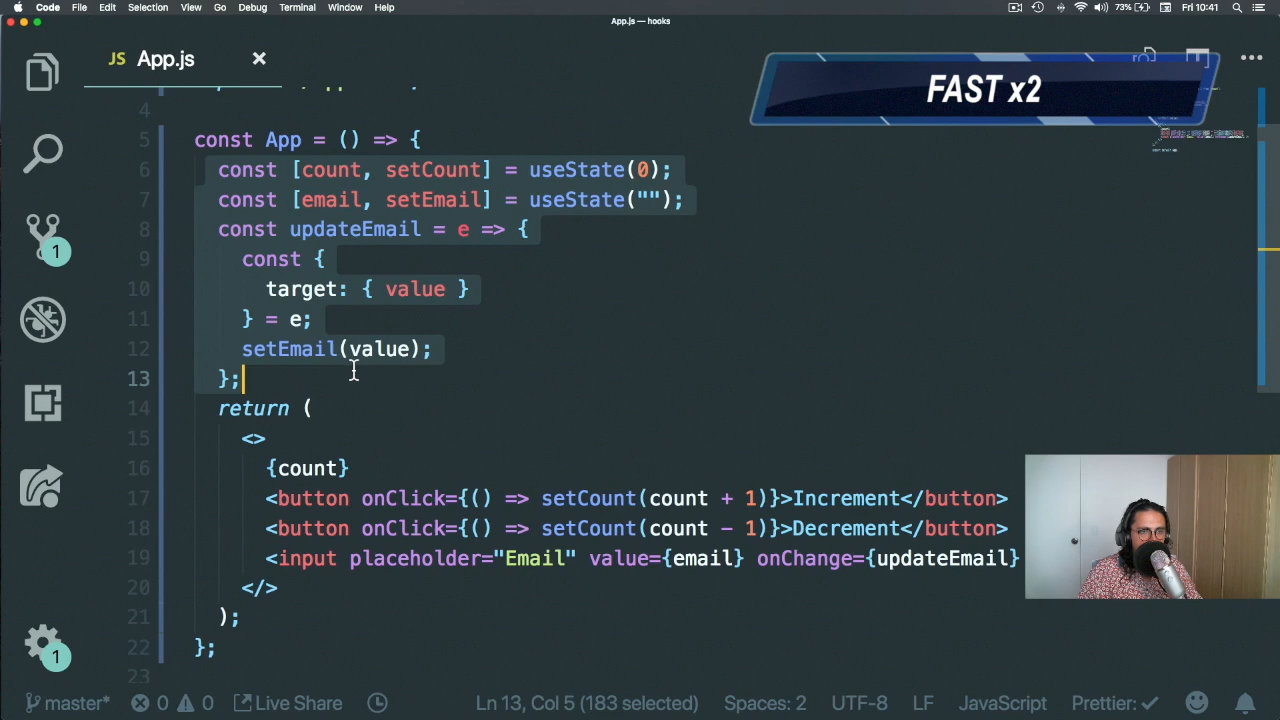 Code File Edit Selection View Go Debug Terminal Window Help 73% Fri 10:41
App.js — hooks
JS App.js
FAST x2
4
5 const App = () => {
6 const [count, setCount] = useState(0);
7 const [email, setEmail] = useState("");
8 const updateEmail = e => {
9 const {
10 target: { value }
11 } = e;
12 setEmail(value);
13 };
14 return (
15 <>
16 {count}
17 <button onClick={() => setCount(count + 1)}>Increment</button>
18 <button onClick={() => setCount(count - 1)}>Decrement</button>
19 <input placeholder="Email" value={email} onChange={updateEmail}
20 </>
21 );
22 };
23
1
1
master* 0 0 Live Share Ln 13, Col 5 (183 selected) Spaces: 2 UTF-8 LF JavaScript Prettier: ✓